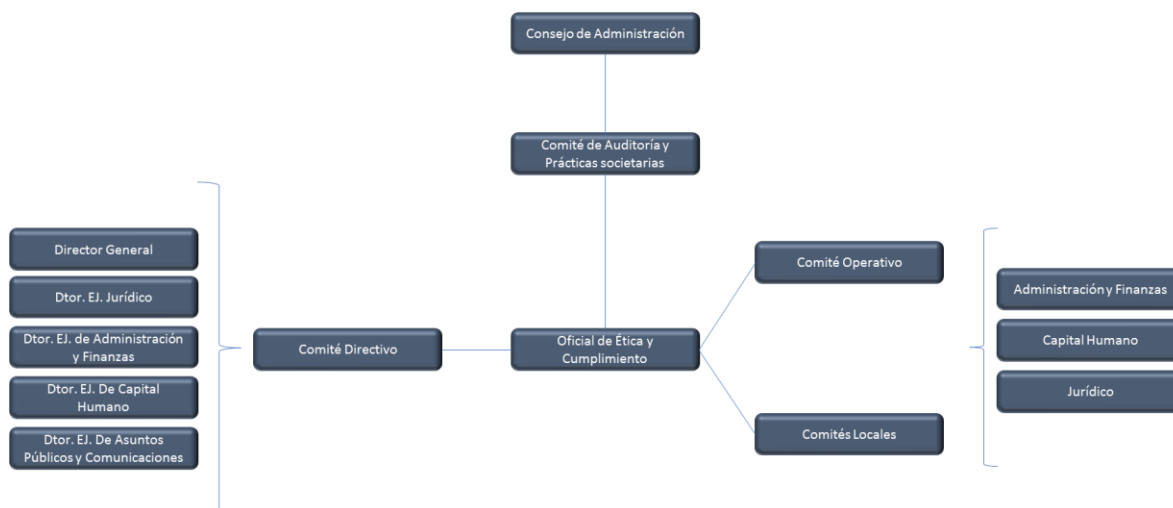 Consejo de Administración
Comité de Auditoría y
Prácticas societarias
Director General
Dtor. EJ. Jurídico
Dtor. EJ. de Administración
y Finanzas
Dtor. EJ. De Capital
Humano
Dtor. EJ. De Asuntos
Públicos y Comunicaciones
Comité Directivo
Oficial de Ética y
Cumplimiento
Comité Operativo
Comités Locales
Administración y Finanzas
Capital Humano
Jurídico